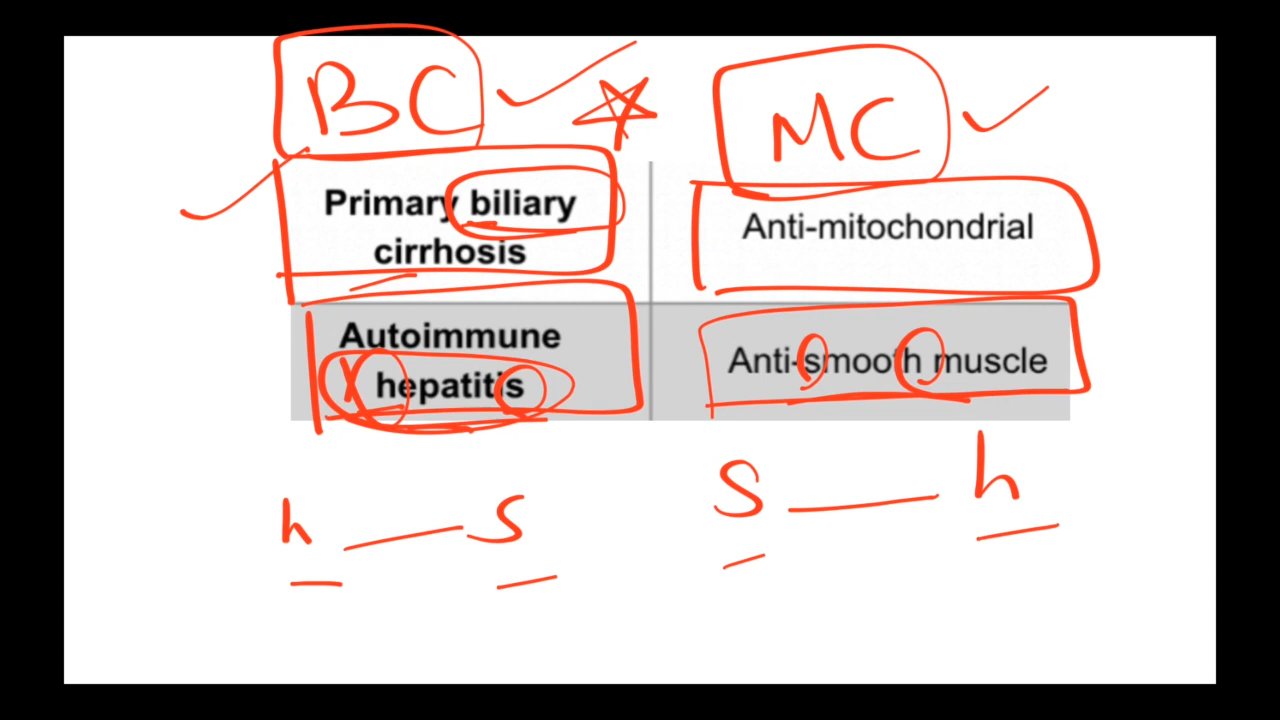 BC MC
Primary biliary
cirrhosis
Anti-mitochondrial
Autoimmune
hepatitis
Anti-smooth muscle
h S S h